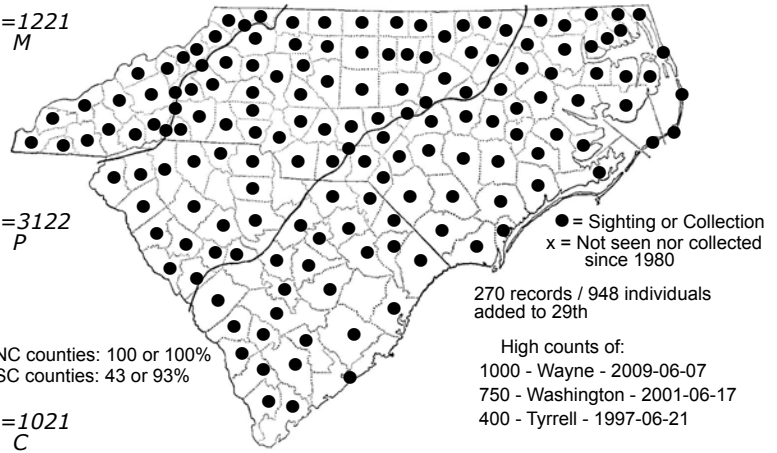 =1221
M
=3122
P
● = Sighting or Collection
x = Not seen nor collected
since 1980
270 records / 948 individuals
added to 29th
High counts of:
1000 - Wayne - 2009-06-07
750 - Washington - 2001-06-17
400 - Tyrrell - 1997-06-21
NC counties: 100 or 100%
SC counties: 43 or 93%
=1021
C